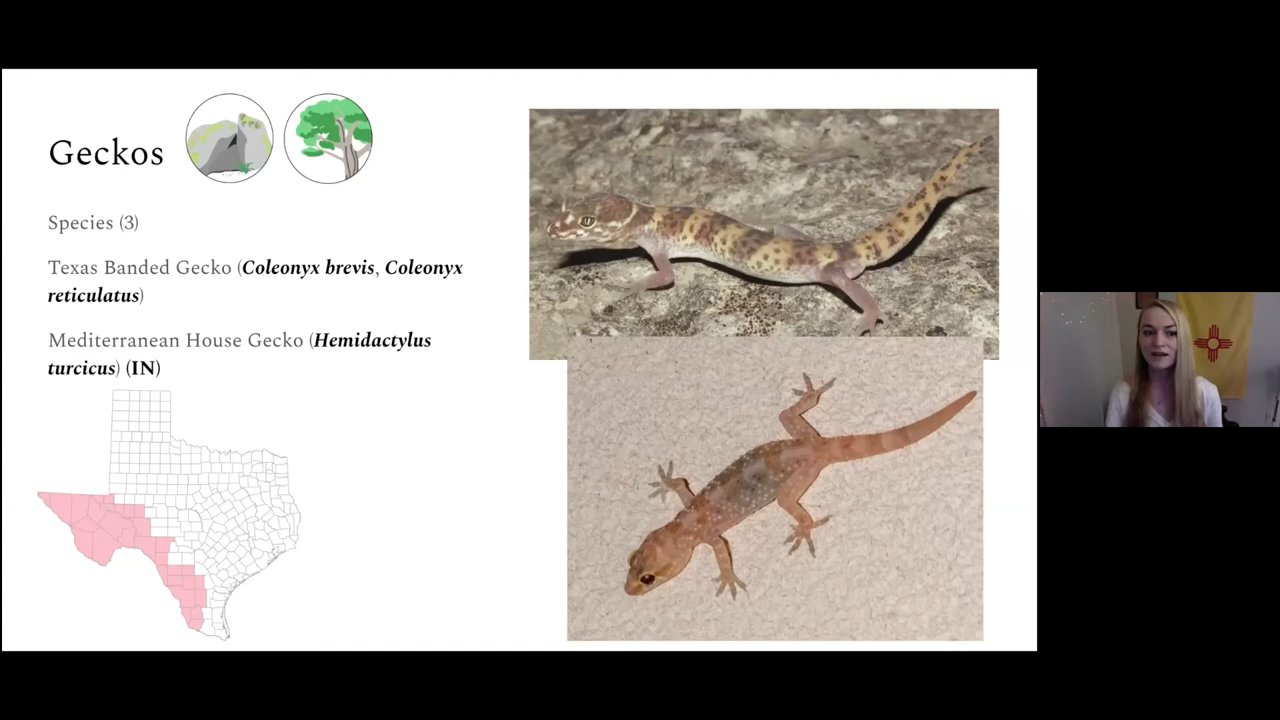 Geckos
Species (3)
Texas Banded Gecko (Coleonyx brevis, Coleonyx
reticulatus)
Mediterranean House Gecko (Hemidactylus
turcicus) (IN)